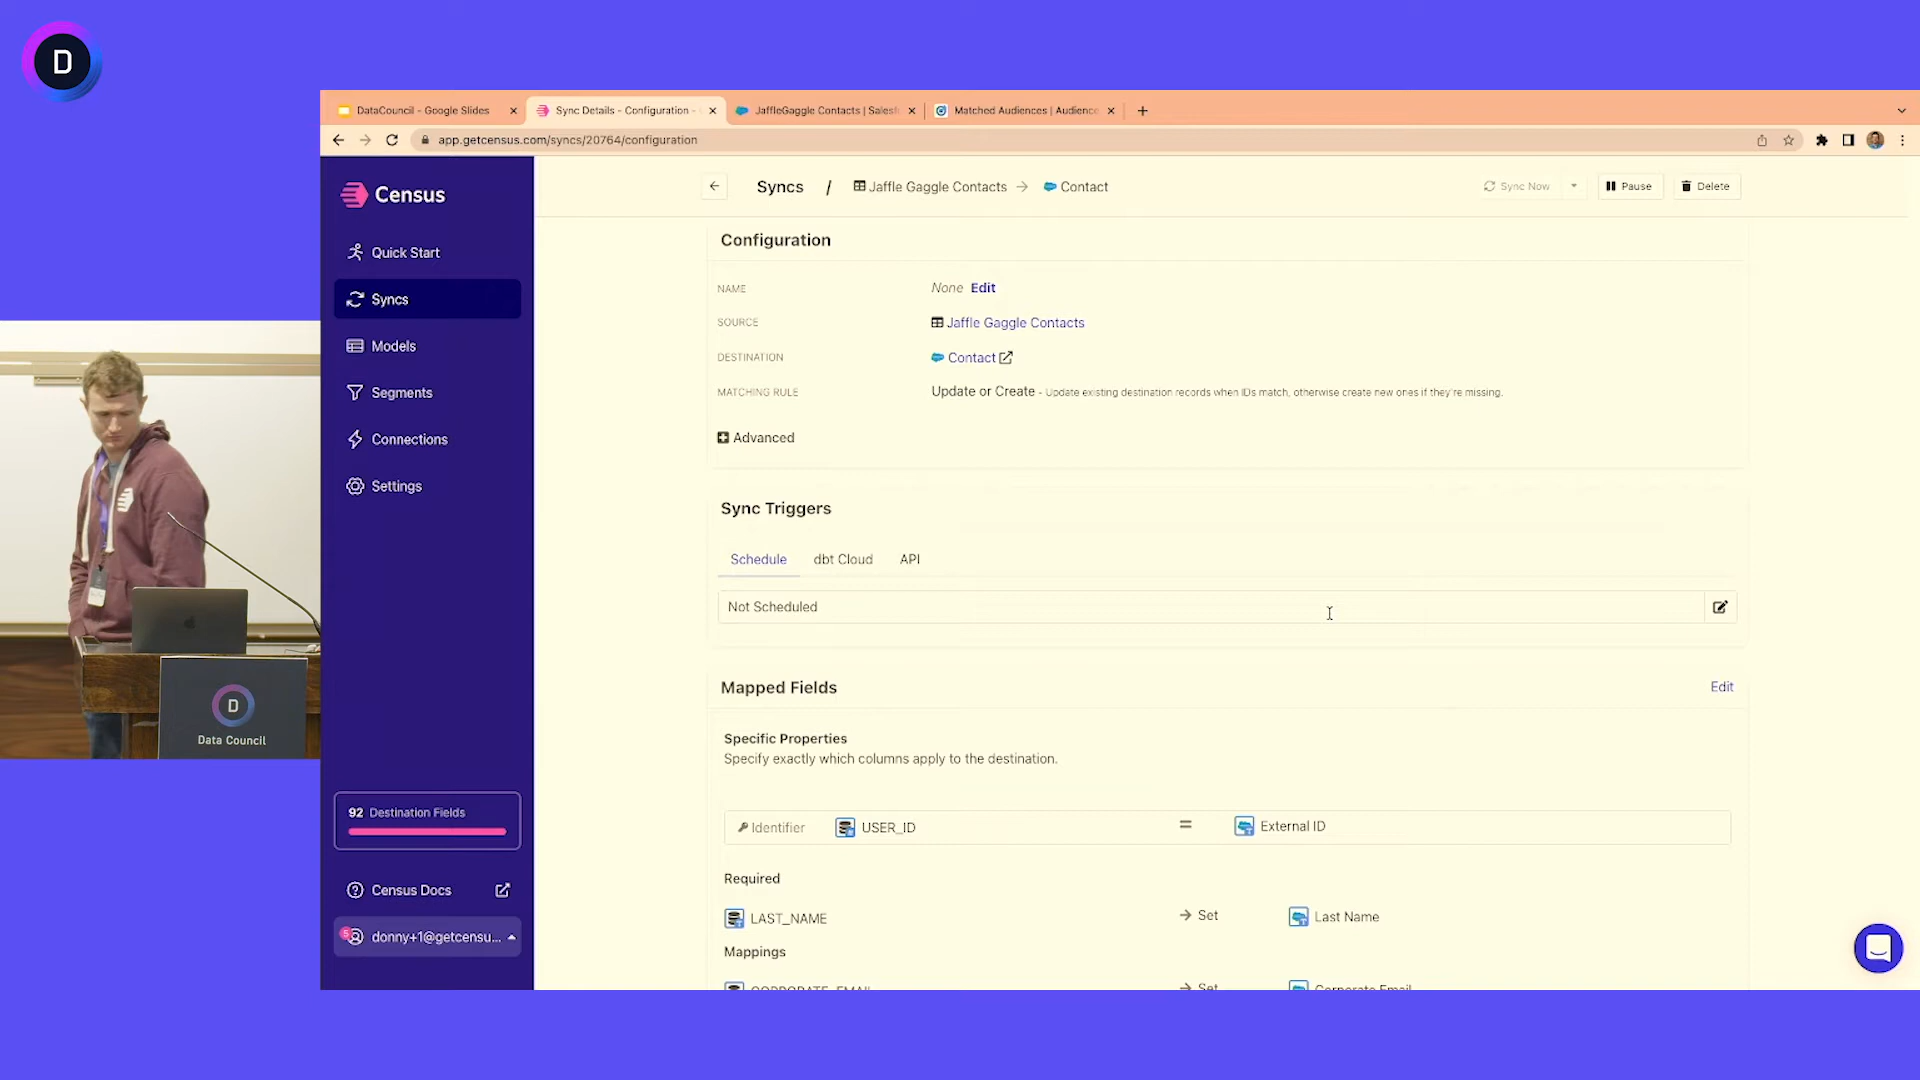 D
DataCouncil - Google Slides
Sync Details - Configuration -
JaffleGaggle Contacts | Salesf
Matched Audiences | Audience
app.getcensus.com/syncs/20764/configuration
Census
Syncs / Jaffle Gaggle Contacts → Contact
Sync Now
Pause
Delete
Quick Start
Syncs
Models
Segments
Connections
Settings
92 Destination Fields
Census Docs
5
donny+1@getcensu...
Configuration
NAME None Edit
SOURCE Jaffle Gaggle Contacts
DESTINATION Contact
MATCHING RULE Update or Create - Update existing destination records when IDs match, otherwise create new ones if they're missing.
Advanced
Sync Triggers
Schedule dbt Cloud API
Not Scheduled
Mapped Fields Edit
Specific Properties
Specify exactly which columns apply to the destination.
Identifier USER_ID = External ID
Required
LAST_NAME → Set Last Name
Mappings
CORPORATE_EMAIL → Set Corporate Email
D
Data Council